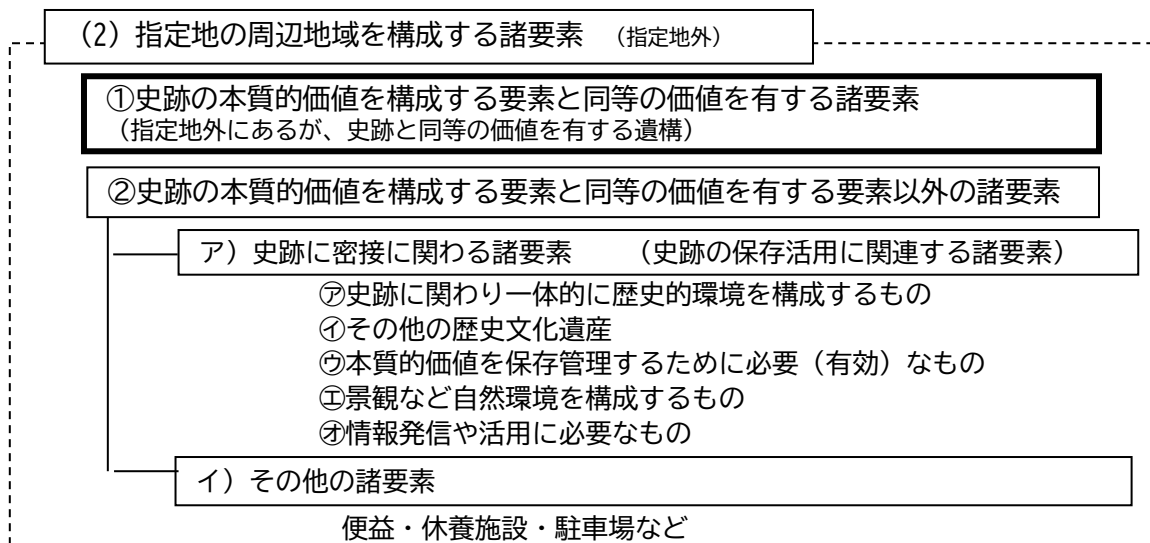 (2) 指定地の周辺地域を構成する諸要素 (指定地外)
①史跡の本質的価値を構成する要素と同等の価値を有する諸要素
(指定地外にあるが、史跡と同等の価値を有する遺構)
②史跡の本質的価値を構成する要素と同等の価値を有する要素以外の諸要素
ア) 史跡に密接に関わる諸要素 (史跡の保存活用に関連する諸要素)
㋐史跡に関わり一体的に歴史的環境を構成するもの
㋑その他の歴史文化遺産
㋒本質的価値を保存管理するために必要(有効)なもの
㋓景観など自然環境を構成するもの
㋔情報発信や活用に必要なもの
イ) その他の諸要素
便益・休養施設・駐車場など